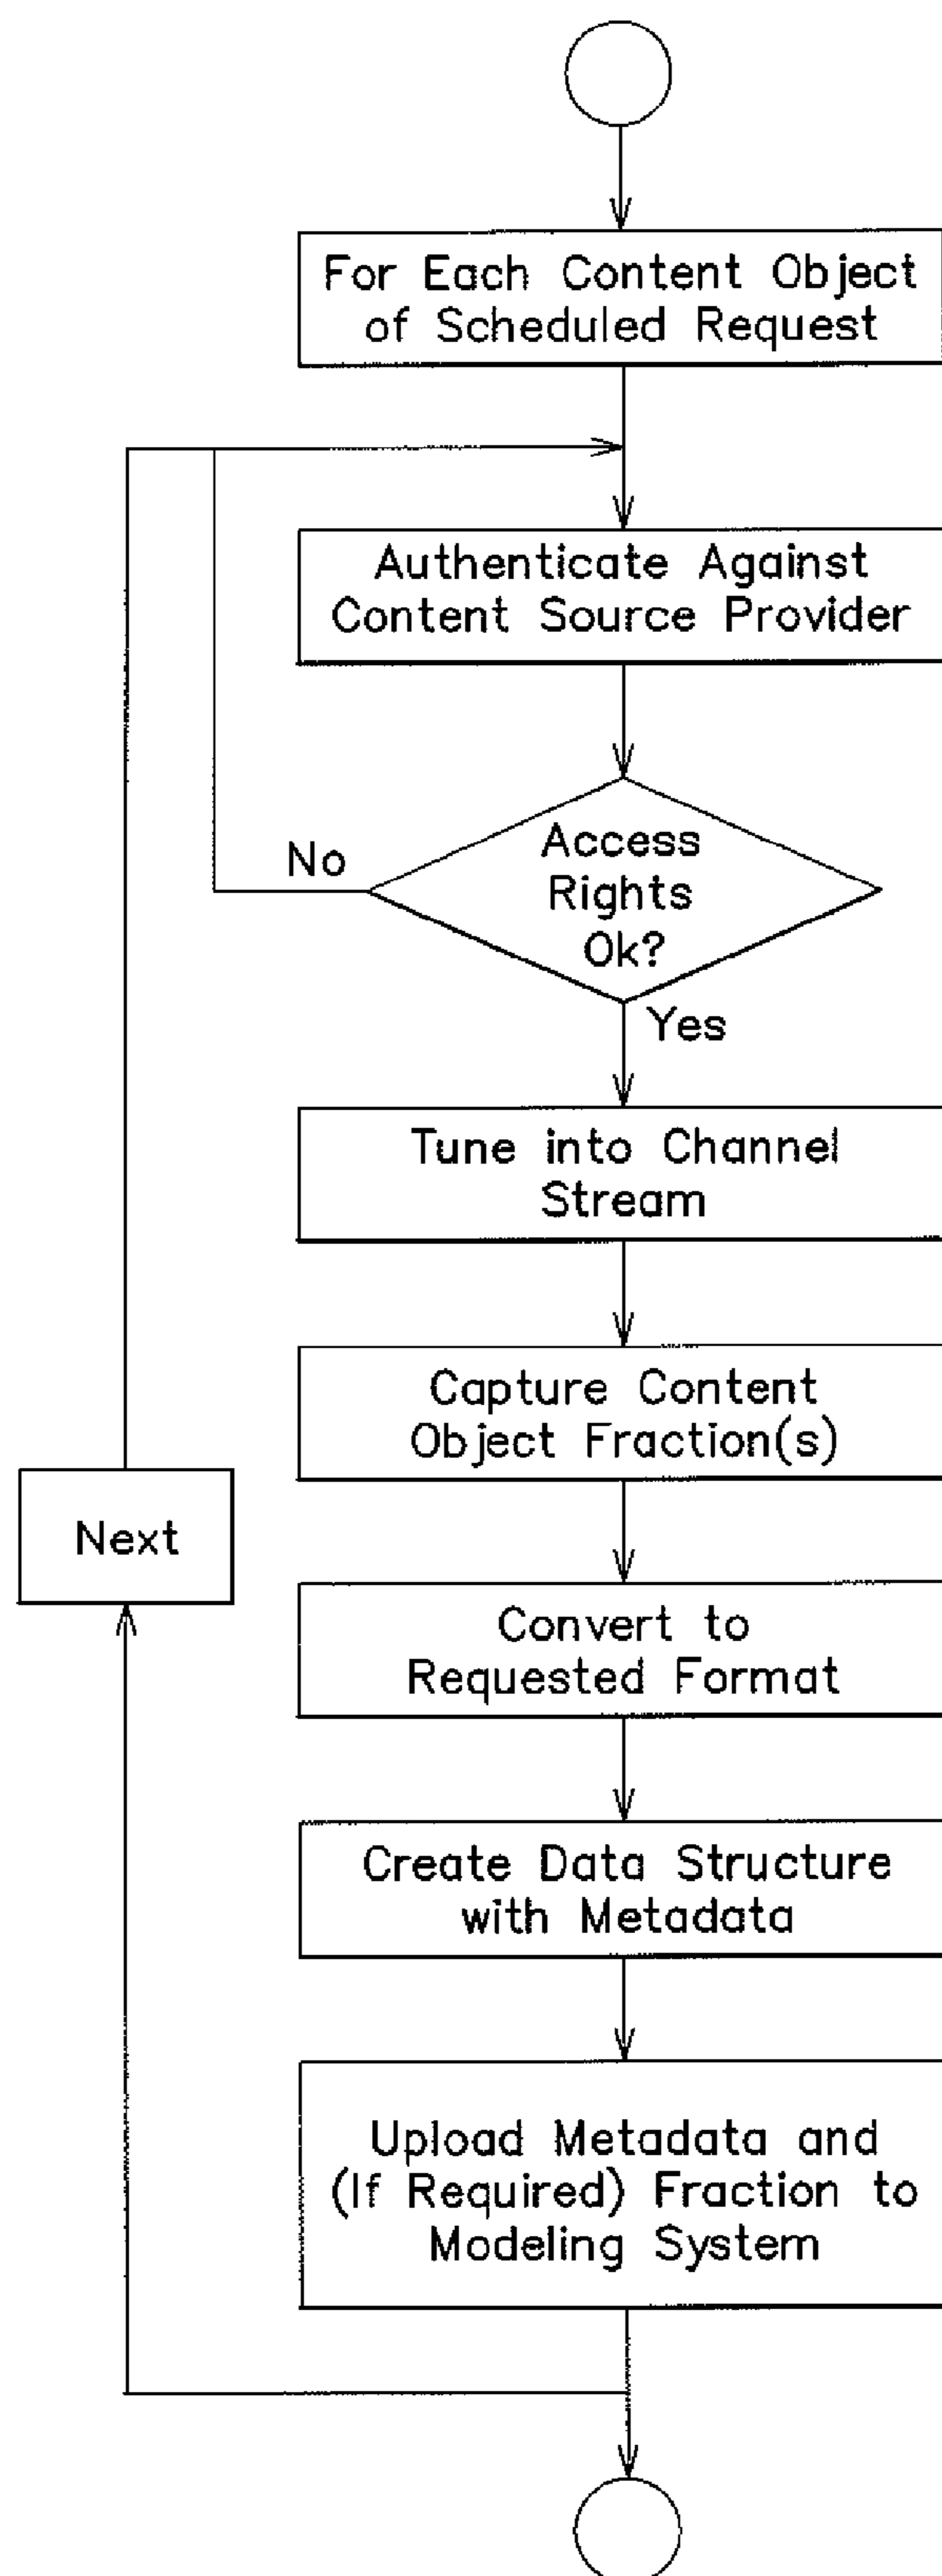 For Each Content Object
of Scheduled Request
Authenticate Against
Content Source Provider
Access
Rights
Ok?
No
Yes
Tune into Channel
Stream
Capture Content
Object Fraction(s)
Next
Convert to
Requested Format
Create Data Structure
with Metadata
Upload Metadata and
(If Required) Fraction to
Modeling System